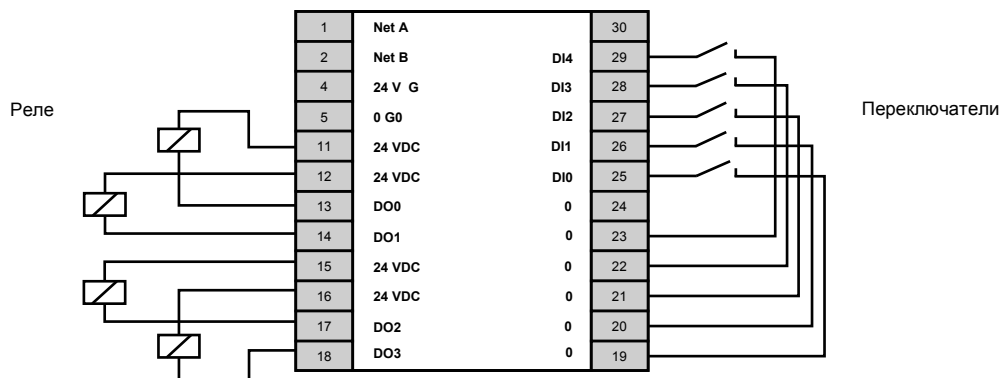 1 Net A 30
2 Net B DI4 29
4 24 V G DI3 28
Реле
Переключатели
5 0 G0 DI2 27
11 24 VDC DI1 26
12 24 VDC DI0 25
13 DO0 0 24
14 DO1 0 23
15 24 VDC 0 22
16 24 VDC 0 21
17 DO2 0 20
18 DO3 0 19